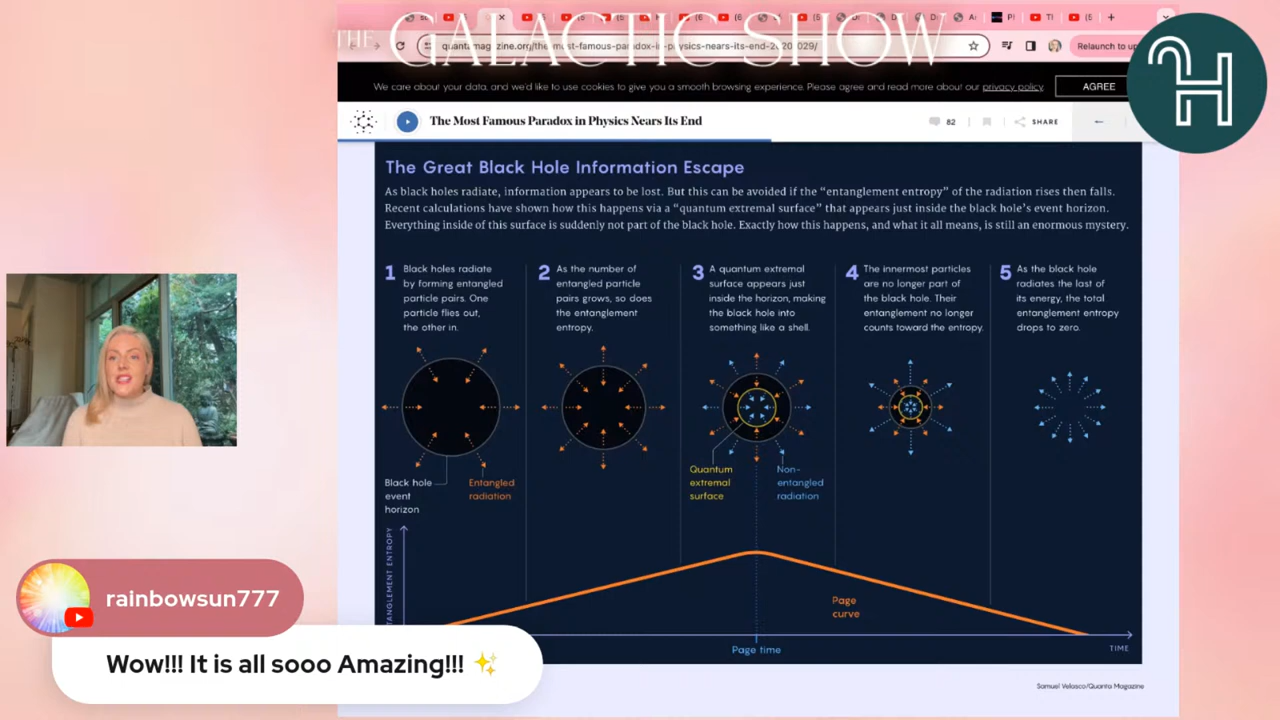 THE GALACTIC SHOW
quantamagazine.org/the-most-famous-paradox-in-physics-nears-its-end-20201029/
Relaunch to up
We care about your data, and we'd like to use cookies to give you a smooth browsing experience. Please agree and read more about our privacy policy.
AGREE
H
The Most Famous Paradox in Physics Nears Its End
82
SHARE
The Great Black Hole Information Escape
As black holes radiate, information appears to be lost. But this can be avoided if the “entanglement entropy” of the radiation rises then falls.
Recent calculations have shown how this happens via a “quantum extremal surface” that appears just inside the black hole’s event horizon.
Everything inside of this surface is suddenly not part of the black hole. Exactly how this happens, and what it all means, is still an enormous mystery.
1 Black holes radiate
by forming entangled
particle pairs. One
particle flies out,
the other in.
2 As the number of
entangled particle
pairs grows, so does
the entanglement
entropy.
3 A quantum extremal
surface appears just
inside the horizon, making
the black hole into
something like a shell.
4 The innermost particles
are no longer part of
the black hole. Their
entanglement no longer
counts toward the entropy.
5 As the black hole
radiates the last of
its energy, the total
entanglement entropy
drops to zero.
Black hole
event
horizon
Entangled
radiation
Quantum
extremal
surface
Non-
entangled
radiation
TANGLEMENT ENTROPY
Page
curve
Page time
TIME
Samuel Velasco/Quanta Magazine
rainbowsun777
Wow!!! It is all sooo Amazing!!! ✨